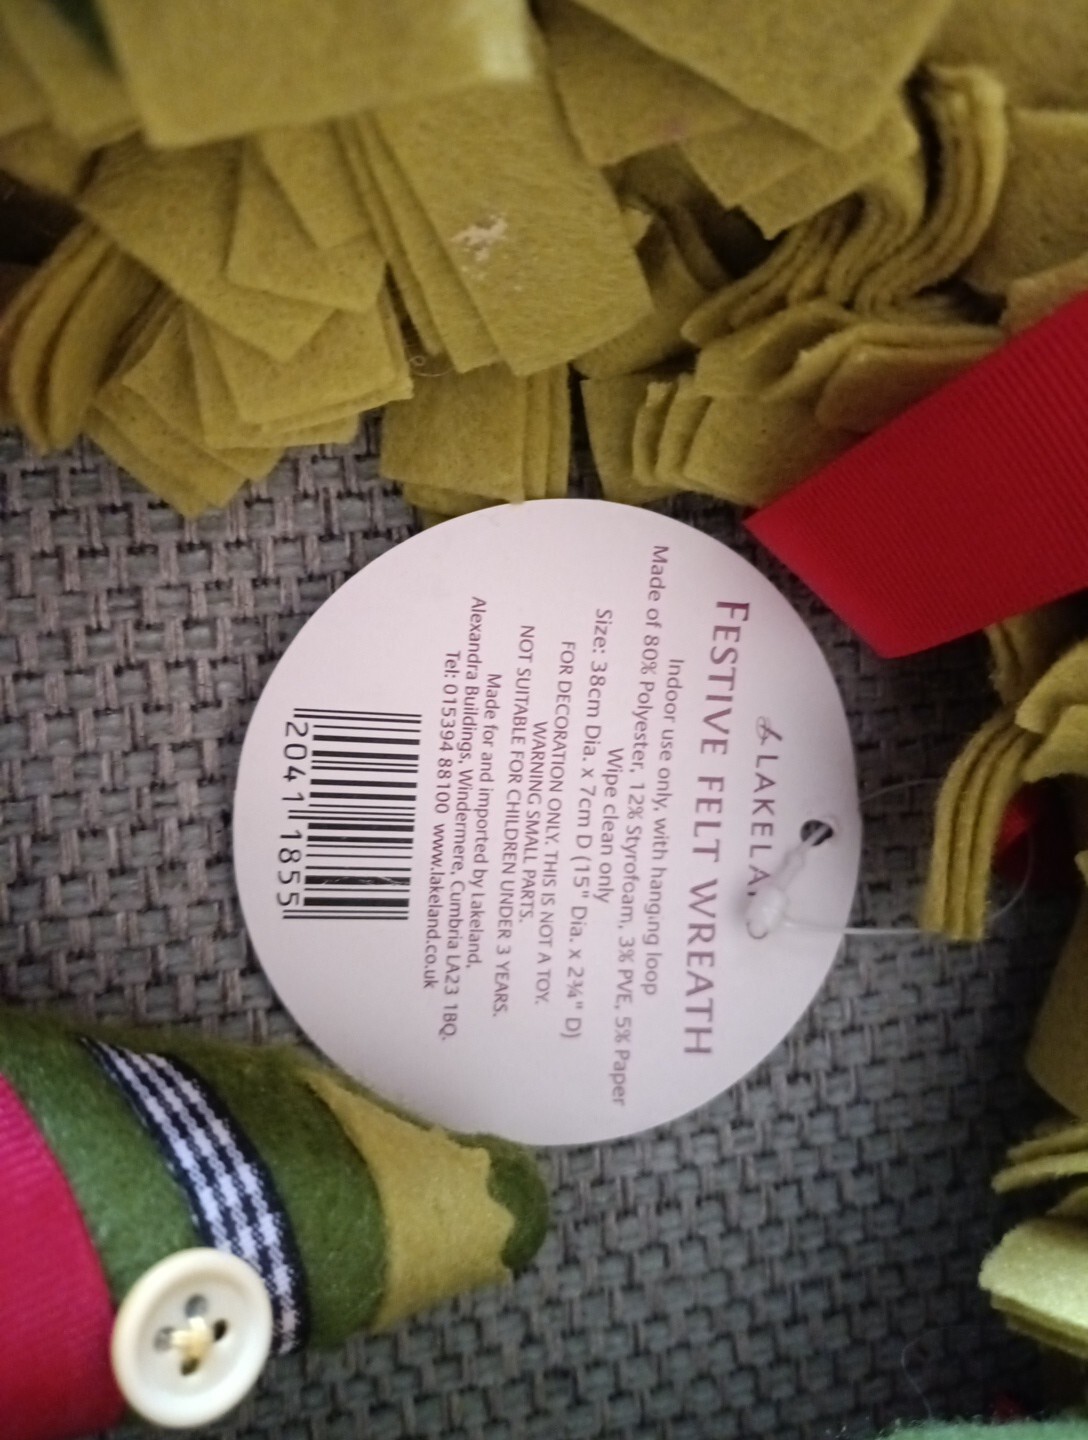 LAKELA
FESTIVE FELT WREATH
Indoor use only, with hanging loop
Made of 80% Polyester, 12% Styrofoam, 3% PVE, 5% Paper
Wipe clean only
Size: 38cm Dia. x 7cm D (15" Dia. x 2¾" D)
FOR DECORATION ONLY. THIS IS NOT A TOY.
WARNING SMALL PARTS.
NOT SUITABLE FOR CHILDREN UNDER 3 YEARS.
Made for and imported by Lakeland,
Alexandra Buildings, Windermere, Cumbria LA23 1BQ.
Tel: 015394 88100 www.lakeland.co.uk
2041 1855